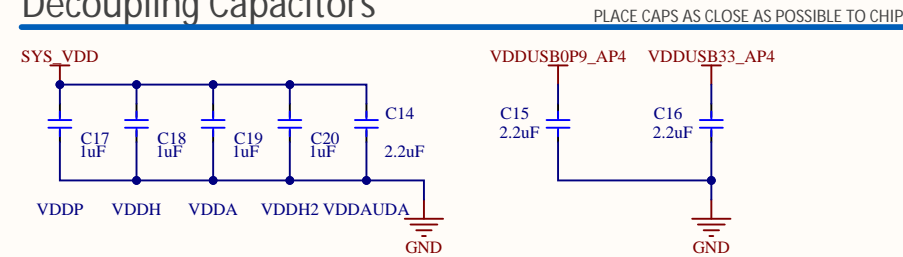 Decoupling Capacitors
PLACE CAPS AS CLOSE AS POSSIBLE TO CHIP
SYS_VDD
C17
1uF
C18
1uF
C19
1uF
C20
1uF
C14
2.2uF
VDDP
VDDH
VDDA
VDDH2
VDDAUDA
GND
VDDUSB0P9_AP4
VDDUSB33_AP4
C15
2.2uF
C16
2.2uF
GND